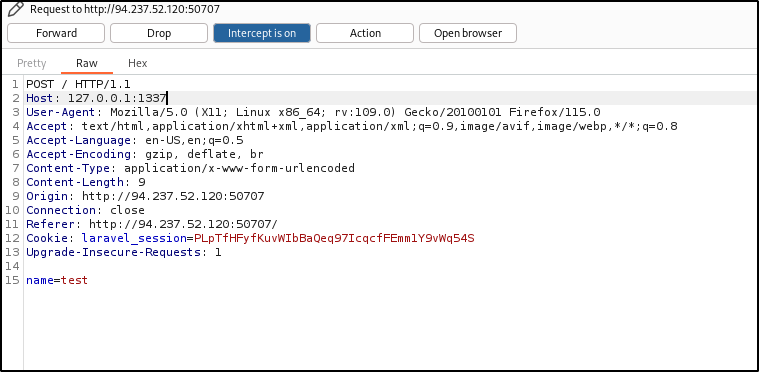 Request to http://94.237.52.120:50707
Forward Drop Intercept is on Action Open browser
Pretty Raw Hex
1 POST / HTTP/1.1
2 Host: 127.0.0.1:1337
3 User-Agent: Mozilla/5.0 (X11; Linux x86_64; rv:109.0) Gecko/20100101 Firefox/115.0
4 Accept: text/html,application/xhtml+xml,application/xml;q=0.9,image/avif,image/webp,*/*;q=0.8
5 Accept-Language: en-US,en;q=0.5
6 Accept-Encoding: gzip, deflate, br
7 Content-Type: application/x-www-form-urlencoded
8 Content-Length: 9
9 Origin: http://94.237.52.120:50707
10 Connection: close
11 Referer: http://94.237.52.120:50707/
12 Cookie: laravel_session=PLpTfHFyfKuvWIbBaQeq97IcqcfFEmm1Y9vWq54S
13 Upgrade-Insecure-Requests: 1
14
15 name=test